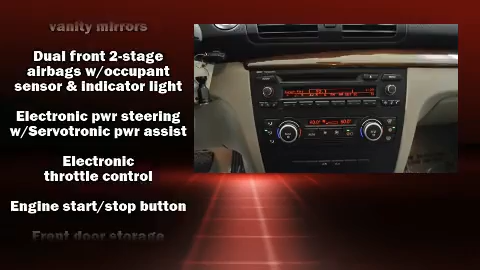 vanity mirrors
Dual front 2-stage
airbags w/occupant
sensor & indicator light
Electronic pwr steering
w/Servotronic pwr assist
Electronic
throttle control
Engine start/stop button
Front door storage